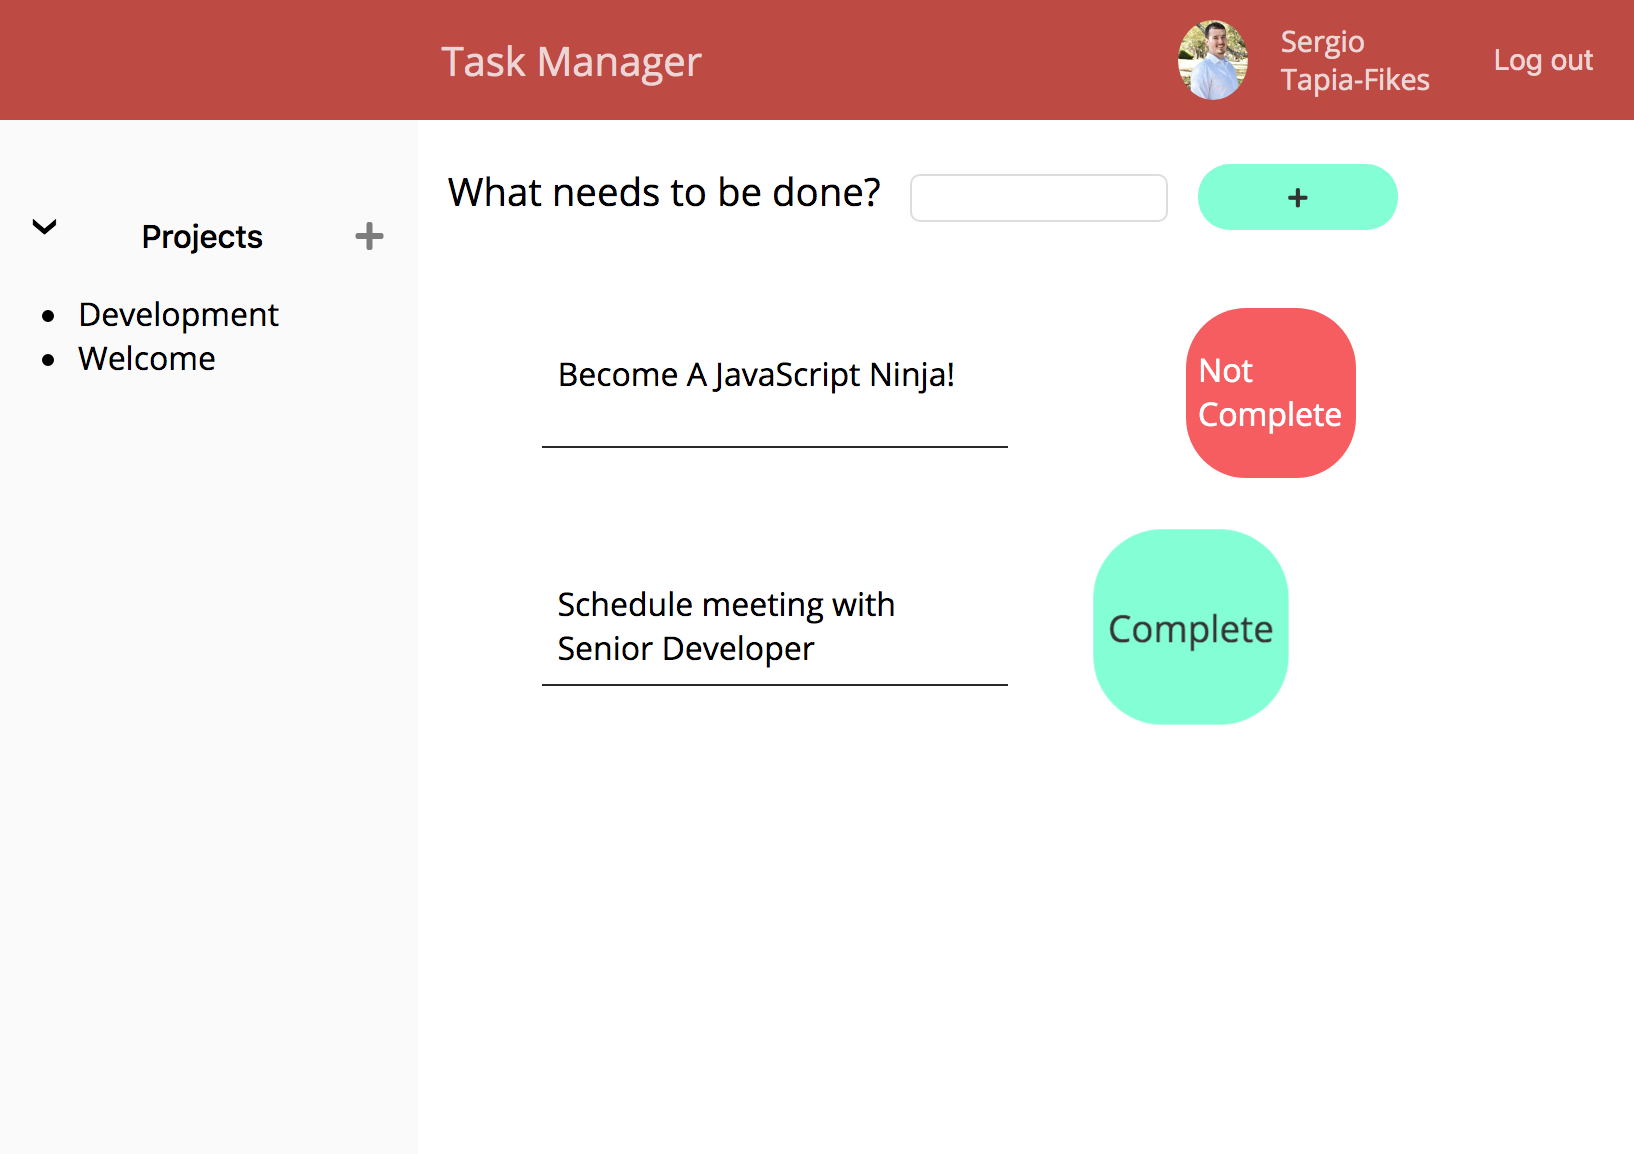 Task Manager
Sergio
Tapia-Fikes
Log out
What needs to be done?
+
Projects
+
Development
Welcome
Become A JavaScript Ninja!
Not
Complete
Schedule meeting with
Senior Developer
Complete